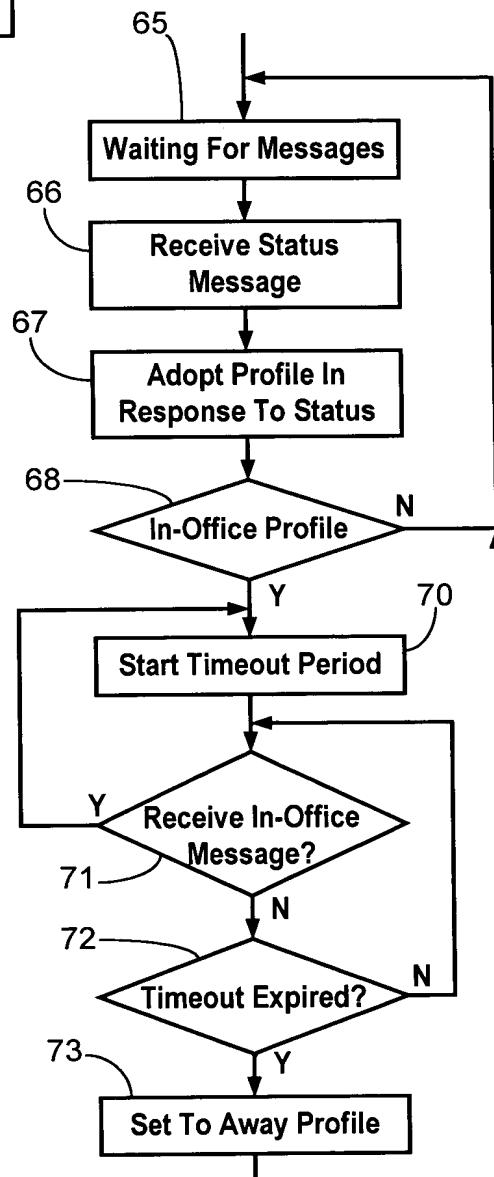 65
Waiting For Messages
66
Receive Status
Message
67
Adopt Profile In
Response To Status
68
In-Office Profile
N
Y
70
Start Timeout Period
Y
Receive In-Office
Message?
71
N
72
Timeout Expired?
N
Y
73
Set To Away Profile